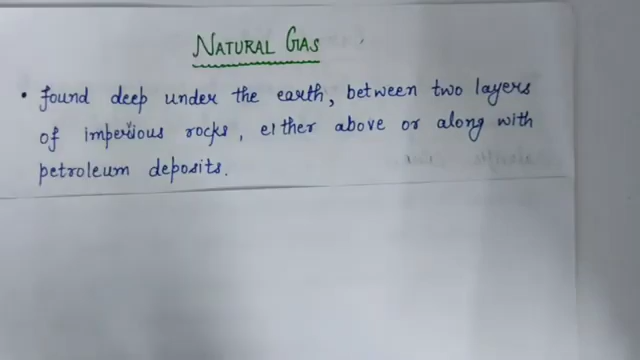 NATURAL GAS
• found deep under the earth, between two layers
of impervious rocks, either above or along with
petroleum deposits.